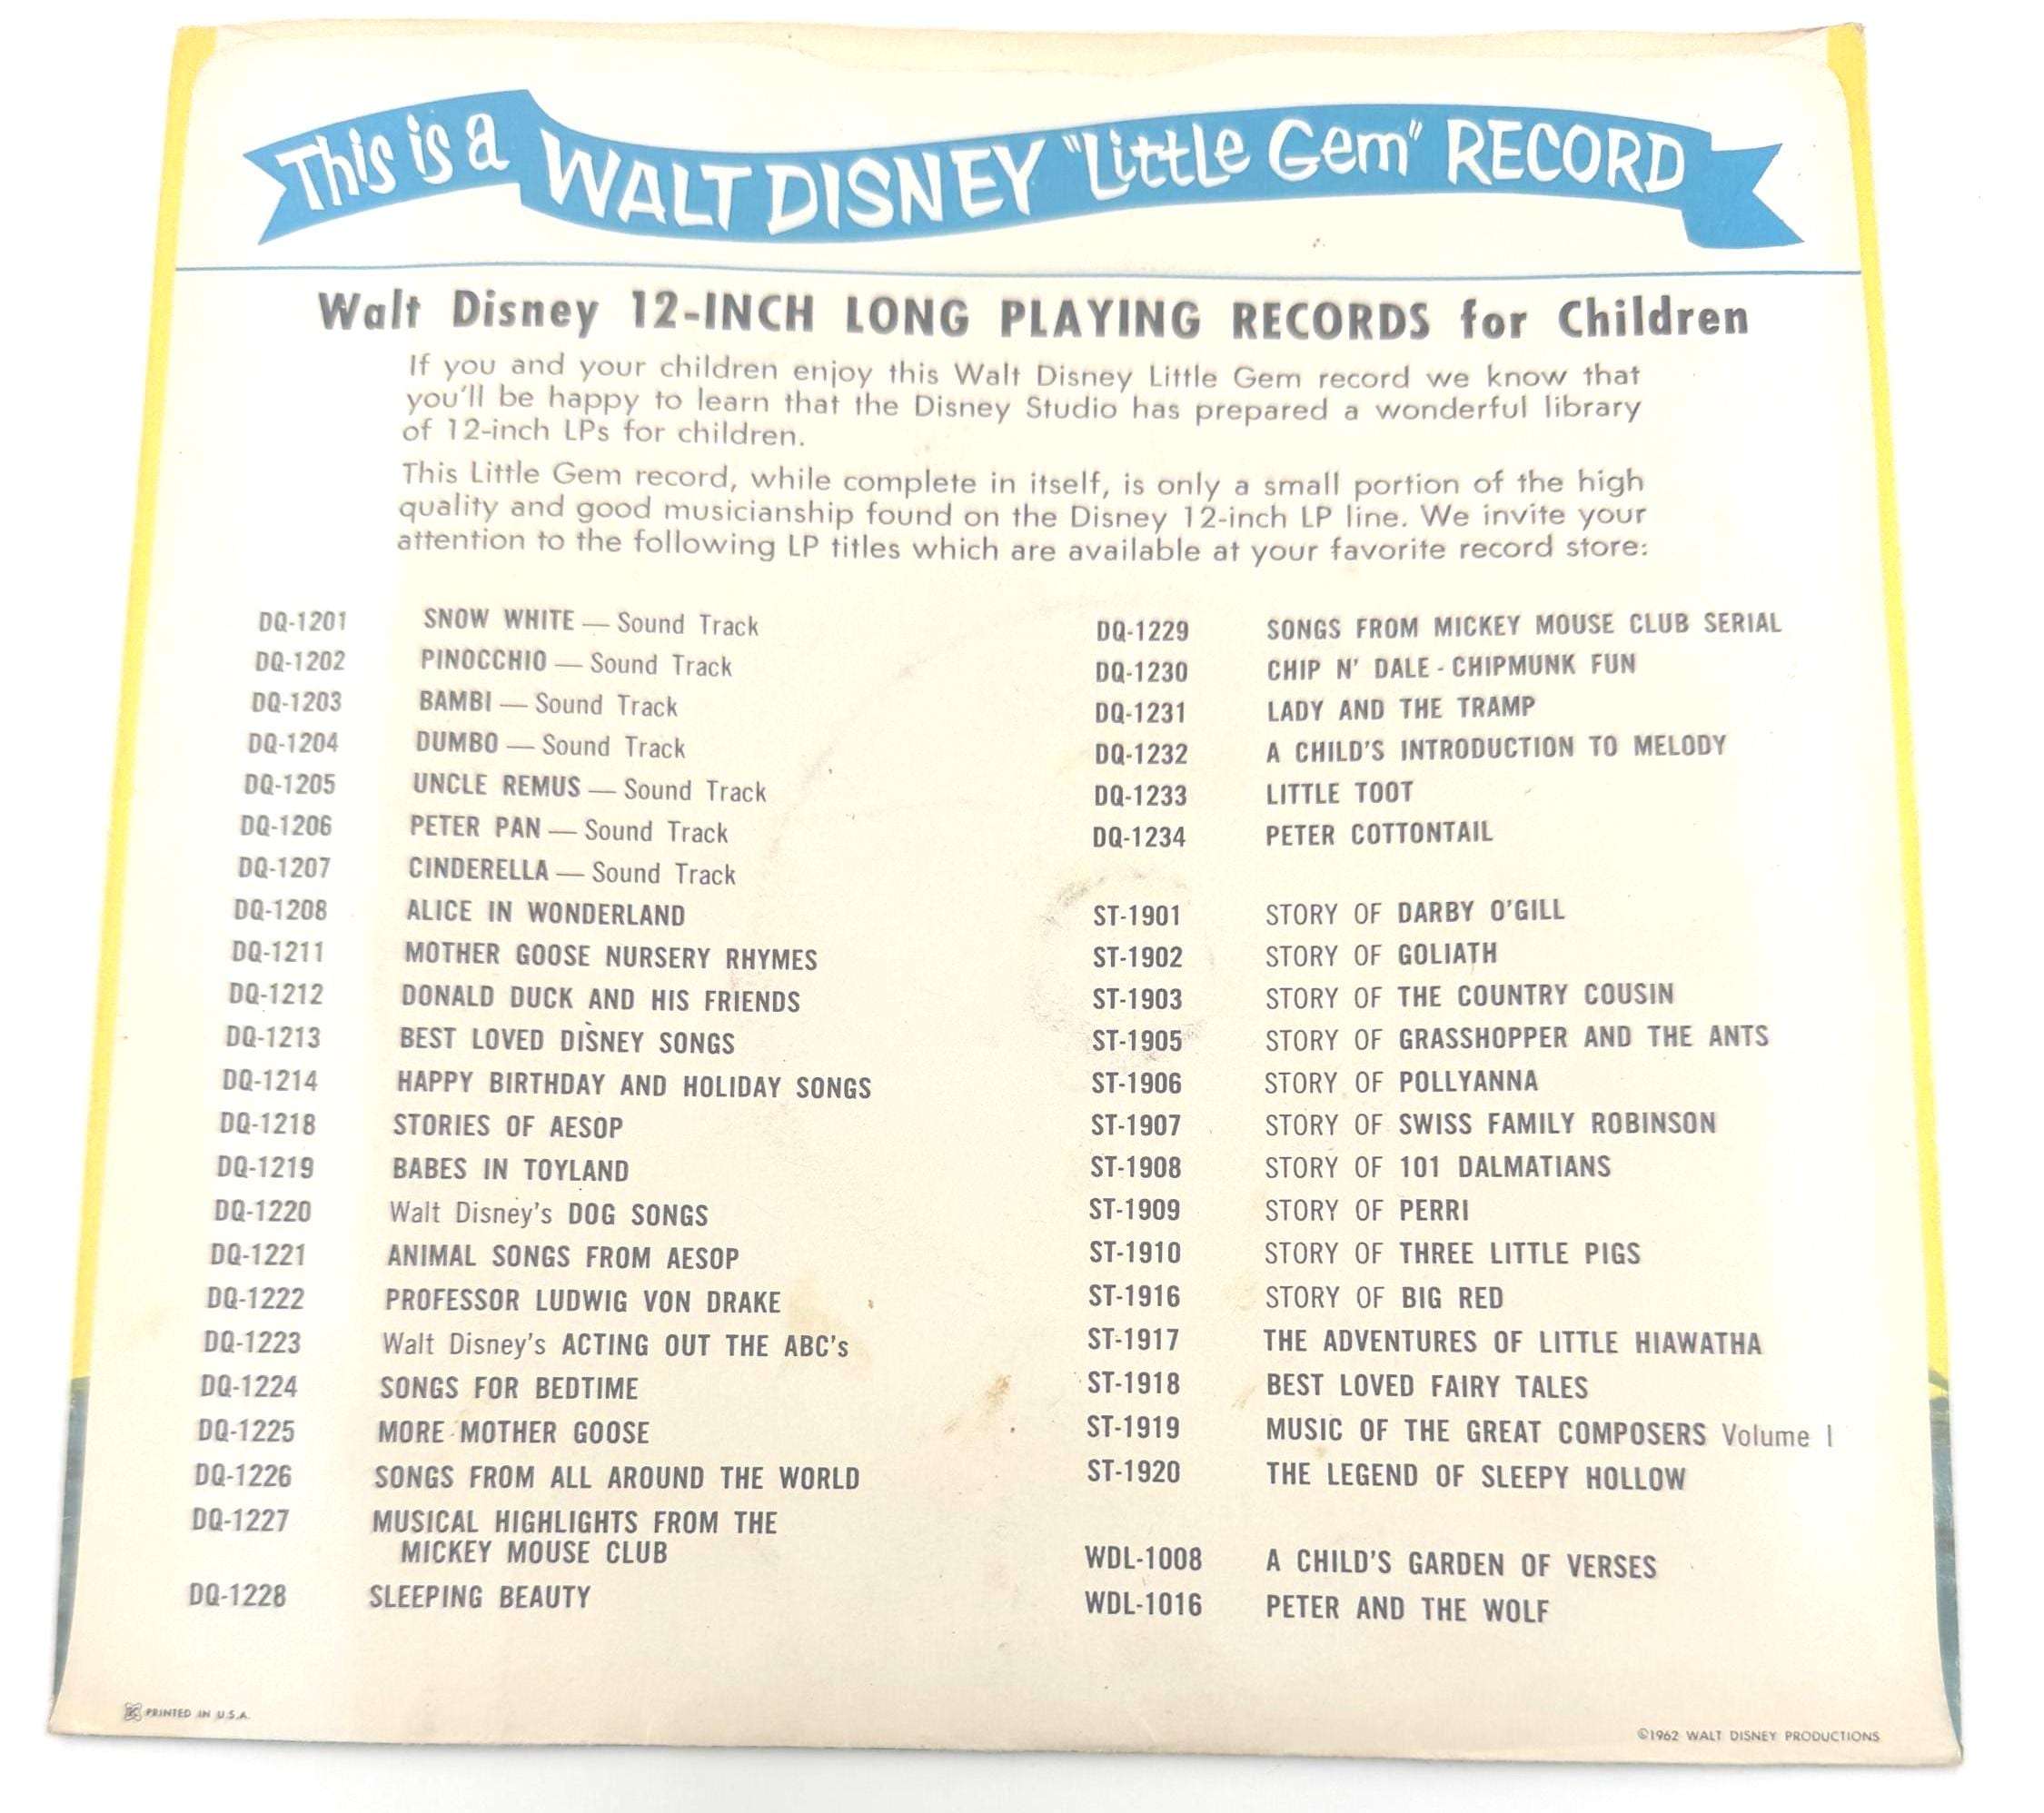 This is a WALT DISNEY "Little Gem" RECORD
Walt Disney 12-INCH LONG PLAYING RECORDS for Children
If you and your children enjoy this Walt Disney Little Gem record we know that
you'll be happy to learn that the Disney Studio has prepared a wonderful library
of 12-inch LPs for children.
This Little Gem record, while complete in itself, is only a small portion of the high
quality and good musicianship found on the Disney 12-inch LP line. We invite your
attention to the following LP titles which are available at your favorite record store:
DQ-1201 SNOW WHITE — Sound Track
DQ-1202 PINOCCHIO — Sound Track
DQ-1203 BAMBI — Sound Track
DQ-1204 DUMBO — Sound Track
DQ-1205 UNCLE REMUS — Sound Track
DQ-1206 PETER PAN — Sound Track
DQ-1207 CINDERELLA — Sound Track
DQ-1208 ALICE IN WONDERLAND
DQ-1211 MOTHER GOOSE NURSERY RHYMES
DQ-1212 DONALD DUCK AND HIS FRIENDS
DQ-1213 BEST LOVED DISNEY SONGS
DQ-1214 HAPPY BIRTHDAY AND HOLIDAY SONGS
DQ-1218 STORIES OF AESOP
DQ-1219 BABES IN TOYLAND
DQ-1220 Walt Disney's DOG SONGS
DQ-1221 ANIMAL SONGS FROM AESOP
DQ-1222 PROFESSOR LUDWIG VON DRAKE
DQ-1223 Walt Disney's ACTING OUT THE ABC's
DQ-1224 SONGS FOR BEDTIME
DQ-1225 MORE MOTHER GOOSE
DQ-1226 SONGS FROM ALL AROUND THE WORLD
DQ-1227 MUSICAL HIGHLIGHTS FROM THE
MICKEY MOUSE CLUB
DQ-1228 SLEEPING BEAUTY
DQ-1229 SONGS FROM MICKEY MOUSE CLUB SERIAL
DQ-1230 CHIP N' DALE - CHIPMUNK FUN
DQ-1231 LADY AND THE TRAMP
DQ-1232 A CHILD'S INTRODUCTION TO MELODY
DQ-1233 LITTLE TOOT
DQ-1234 PETER COTTONTAIL
ST-1901 STORY OF DARBY O'GILL
ST-1902 STORY OF GOLIATH
ST-1903 STORY OF THE COUNTRY COUSIN
ST-1905 STORY OF GRASSHOPPER AND THE ANTS
ST-1906 STORY OF POLLYANNA
ST-1907 STORY OF SWISS FAMILY ROBINSON
ST-1908 STORY OF 101 DALMATIANS
ST-1909 STORY OF PERRI
ST-1910 STORY OF THREE LITTLE PIGS
ST-1916 STORY OF BIG RED
ST-1917 THE ADVENTURES OF LITTLE HIAWATHA
ST-1918 BEST LOVED FAIRY TALES
ST-1919 MUSIC OF THE GREAT COMPOSERS Volume I
ST-1920 THE LEGEND OF SLEEPY HOLLOW
WDL-1008 A CHILD'S GARDEN OF VERSES
WDL-1016 PETER AND THE WOLF
PRINTED IN U.S.A.
©1962 WALT DISNEY PRODUCTIONS